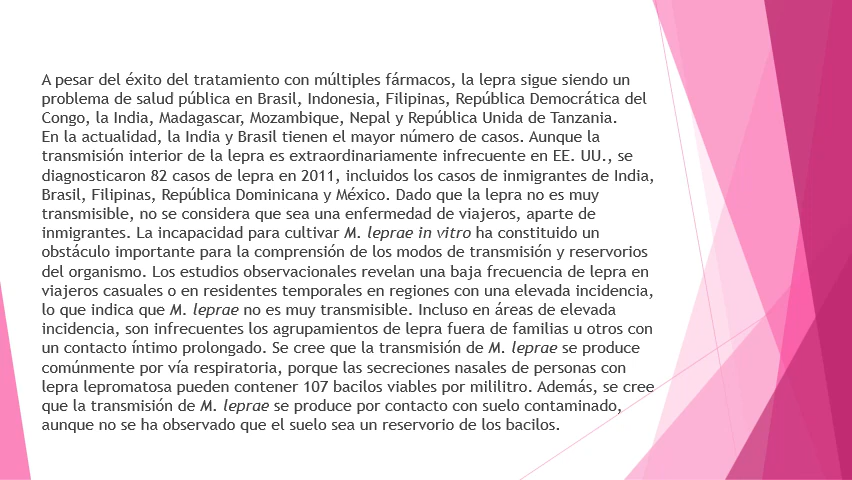 A pesar del éxito del tratamiento con múltiples fármacos, la lepra sigue siendo un
problema de salud pública en Brasil, Indonesia, Filipinas, República Democrática del
Congo, la India, Madagascar, Mozambique, Nepal y República Unida de Tanzania.
En la actualidad, la India y Brasil tienen el mayor número de casos. Aunque la
transmisión interior de la lepra es extraordinariamente infrecuente en EE. UU., se
diagnosticaron 82 casos de lepra en 2011, incluidos los casos de inmigrantes de India,
Brasil, Filipinas, República Dominicana y México. Dado que la lepra no es muy
transmisible, no se considera que sea una enfermedad de viajeros, aparte de
inmigrantes. La incapacidad para cultivar M. leprae in vitro ha constituido un
obstáculo importante para la comprensión de los modos de transmisión y reservorios
del organismo. Los estudios observacionales revelan una baja frecuencia de lepra en
viajeros casuales o en residentes temporales en regiones con una elevada incidencia,
lo que indica que M. leprae no es muy transmisible. Incluso en áreas de elevada
incidencia, son infrecuentes los agrupamientos de lepra fuera de familias u otros con
un contacto íntimo prolongado. Se cree que la transmisión de M. leprae se produce
comúnmente por vía respiratoria, porque las secreciones nasales de personas con
lepra lepromatosa pueden contener 107 bacilos viables por mililitro. Además, se cree
que la transmisión de M. leprae se produce por contacto con suelo contaminado,
aunque no se ha observado que el suelo sea un reservorio de los bacilos.